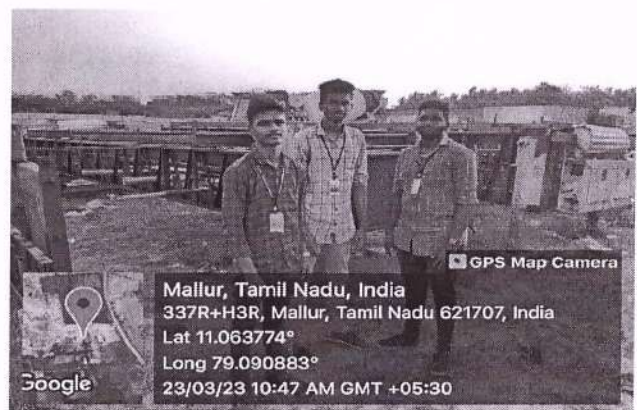 GPS Map Camera
Mallur, Tamil Nadu, India
337R+H3R, Mallur, Tamil Nadu 621707, India
Lat 11.063774°
Long 79.090883°
23/03/23 10:47 AM GMT +05:30
Google